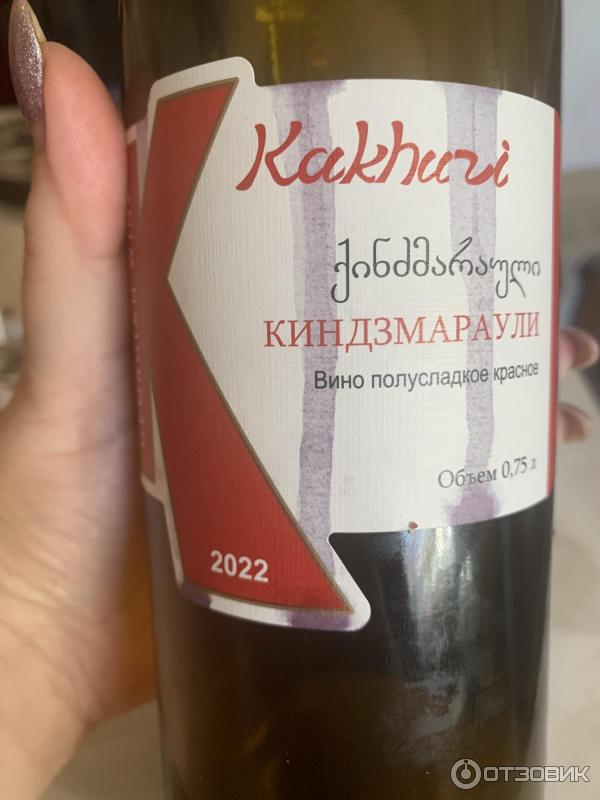 Kakhuri
ქინძმარაული
КИНДЗМАРАУЛИ
Вино полусладкое красное
Объем 0,75 л
2022
ОТЗОВИК